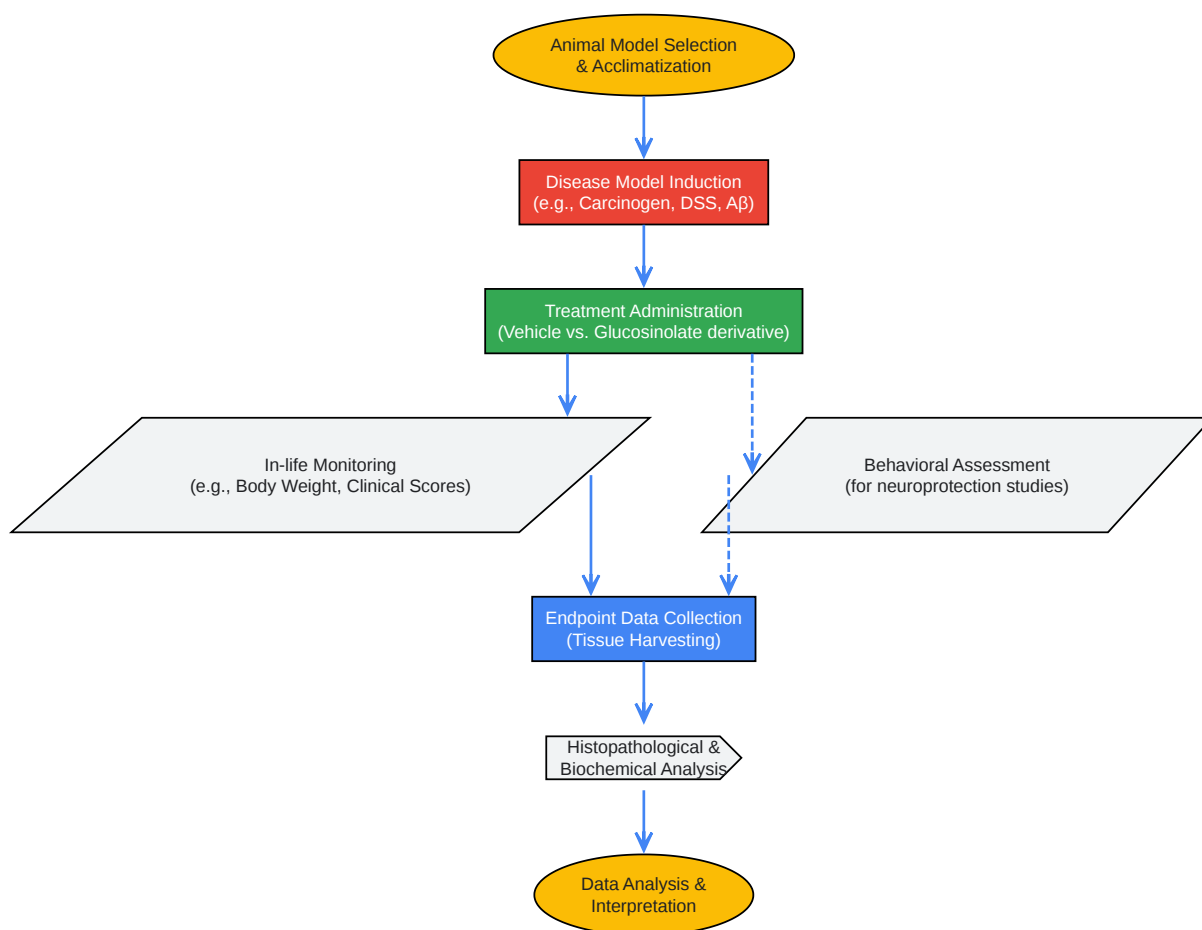 Animal Model Selection
& Acclimatization
Disease Model Induction
(e.g., Carcinogen, DSS, Aβ)
Treatment Administration
(Vehicle vs. Glucosinolate derivative)
In-life Monitoring
(e.g., Body Weight, Clinical Scores)
Behavioral Assessment
(for neuroprotection studies)
Endpoint Data Collection
(Tissue Harvesting)
Histopathological &
Biochemical Analysis
Data Analysis &
Interpretation